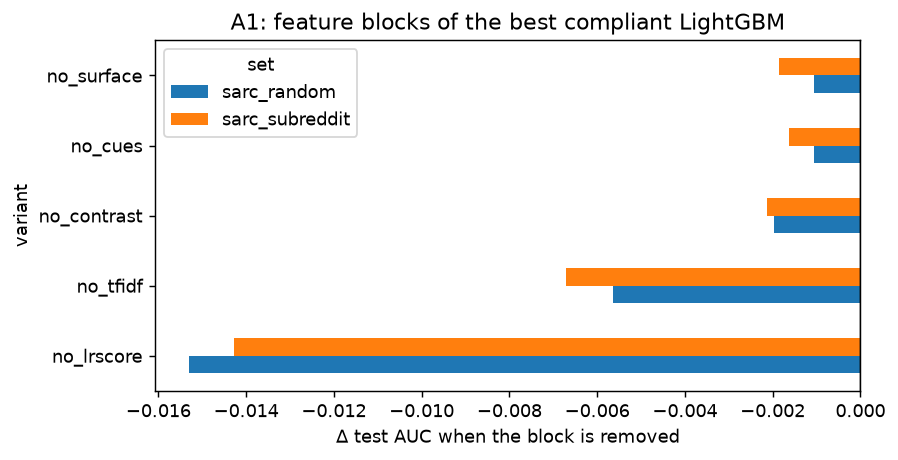 A1: feature blocks of the best compliant LightGBM
set
sarc_random
sarc_subreddit
variant
no_surface
no_cues
no_contrast
no_tfidf
no_lrscore
−0.016 −0.014 −0.012 −0.010 −0.008 −0.006 −0.004 −0.002 0.000
Δ test AUC when the block is removed